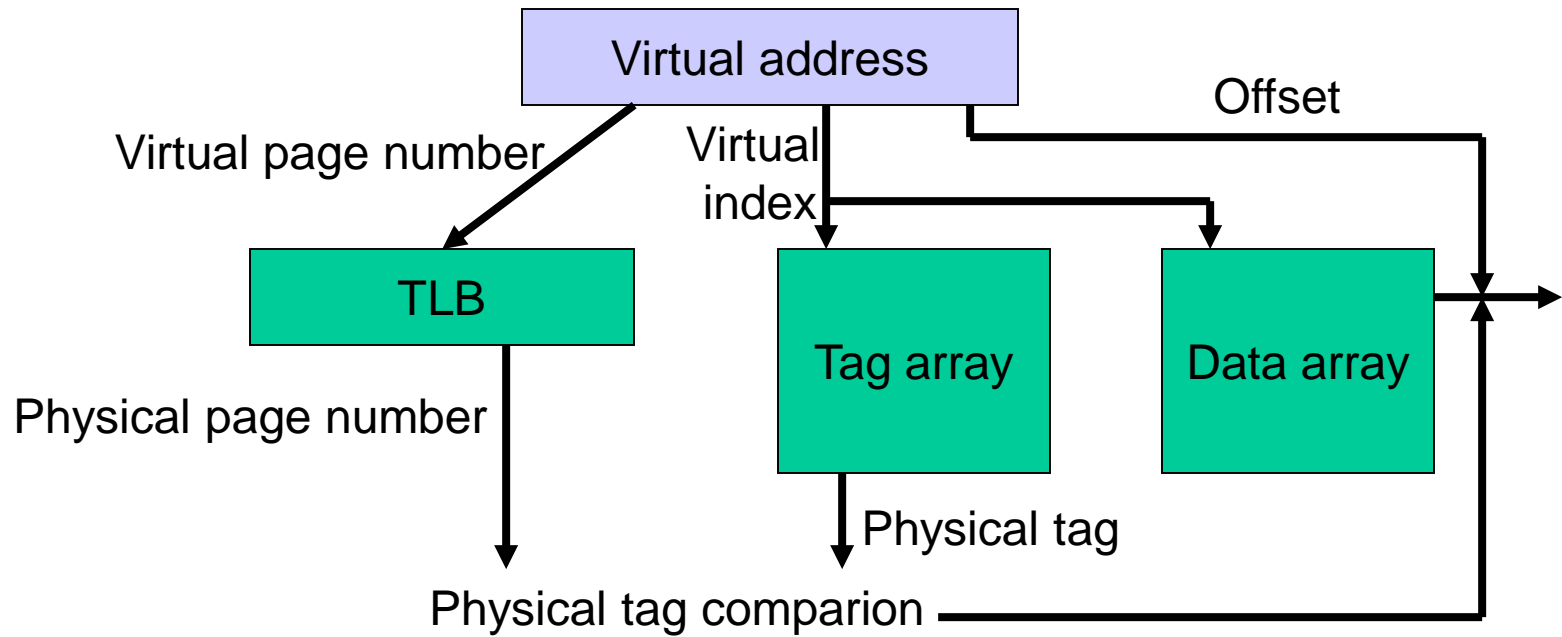 Virtual address
Offset
Virtual page number
Virtual
index
TLB
Tag array
Data array
Physical page number
Physical tag
Physical tag comparion